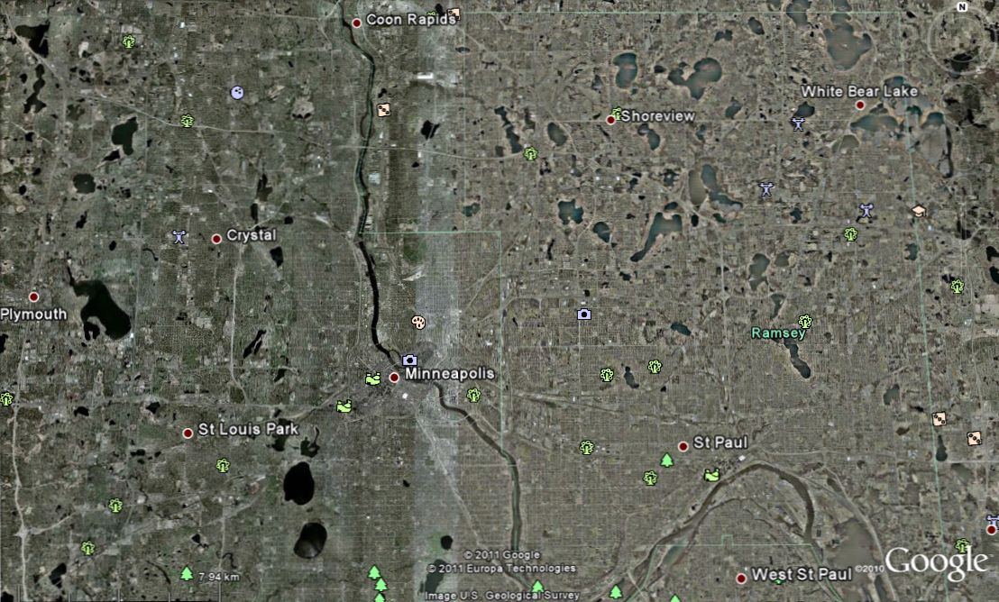 N
Coon Rapids
White Bear Lake
Shoreview
Crystal
Plymouth
Ramsey
Minneapolis
St Louis Park
St Paul
© 2011 Google
© 2011 Europa Technologies
7.94 km
West St Paul
©2010 Google
Image U.S. Geological Survey